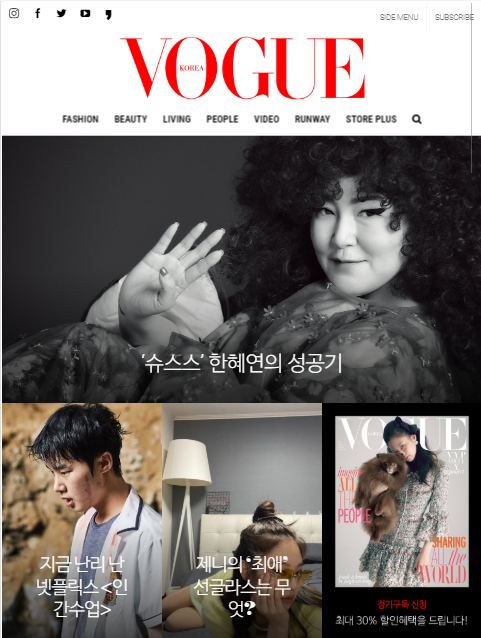 SIDE MENU
SUBSCRIBE
VOGUE
KOREA
FASHION BEAUTY LIVING PEOPLE VIDEO RUNWAY STORE PLUS
'슈스스' 한혜연의 성공기
지금 난리 난
넷플릭스 <인
간수업>
제니의 '최애'
선글라스는 무
엇?
VOGUE
imagine
ALL
THE
PEOPLE
SHARING
ALL the
WORLD
정기구독 신청
최대 30% 할인혜택을 드립니다!